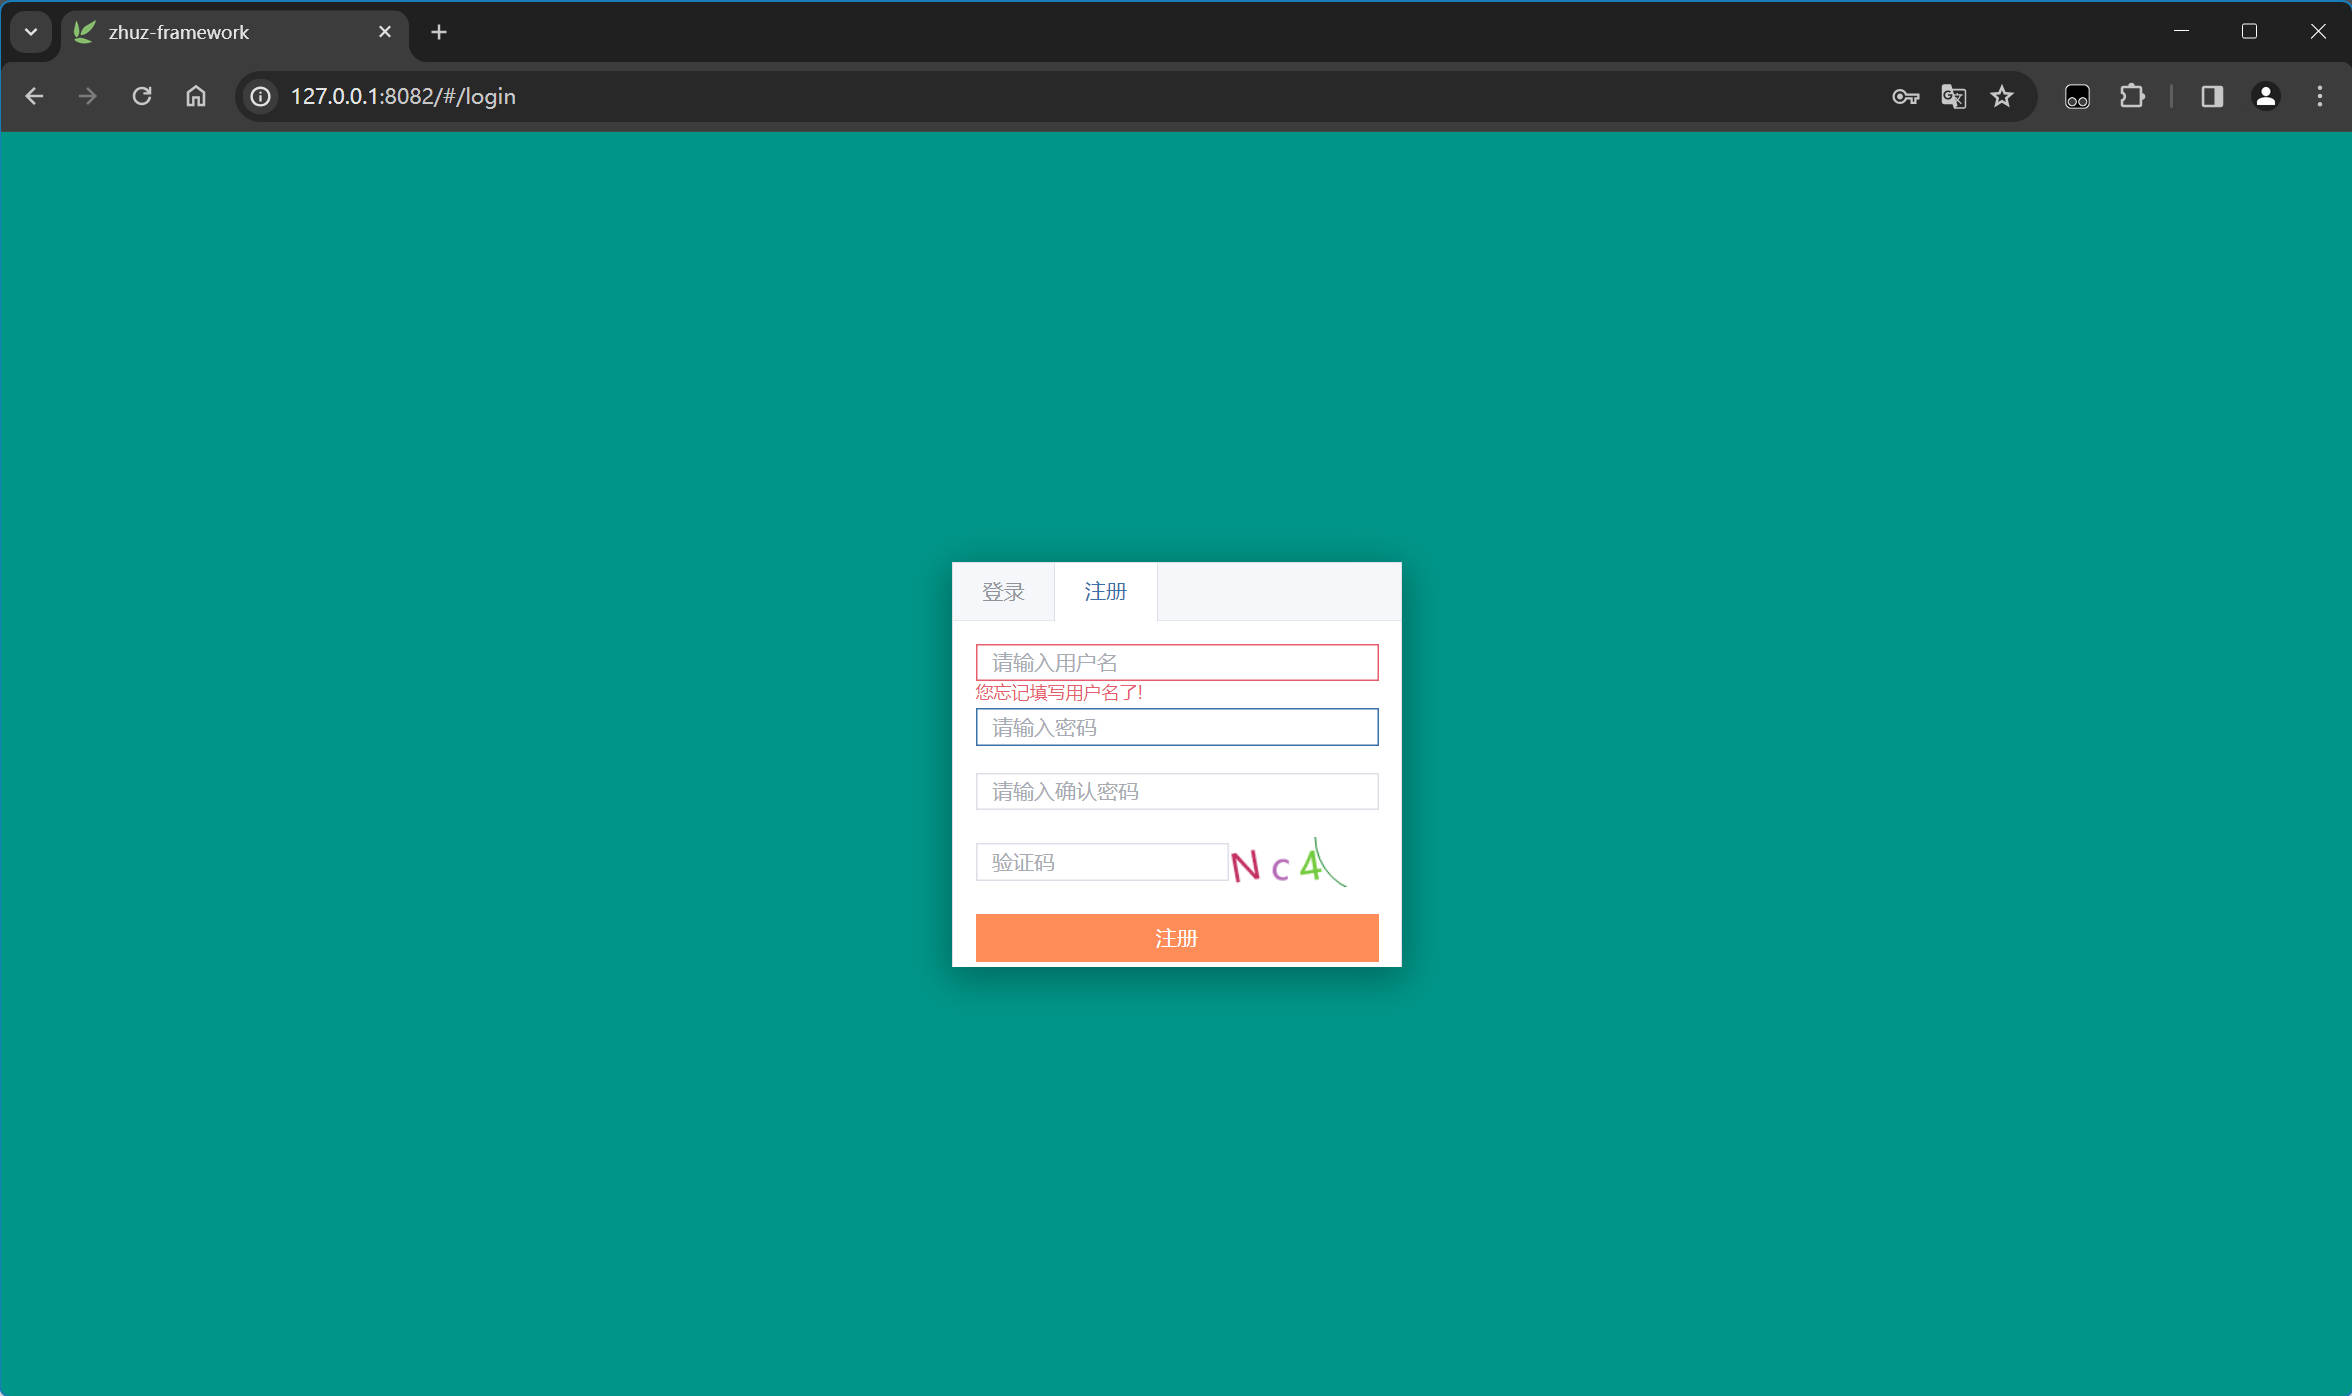 zhuz-framework
127.0.0.1:8082/#/login
登录 注册
请输入用户名
您忘记填写用户名了!
请输入密码
请输入确认密码
验证码 Nc4
注册